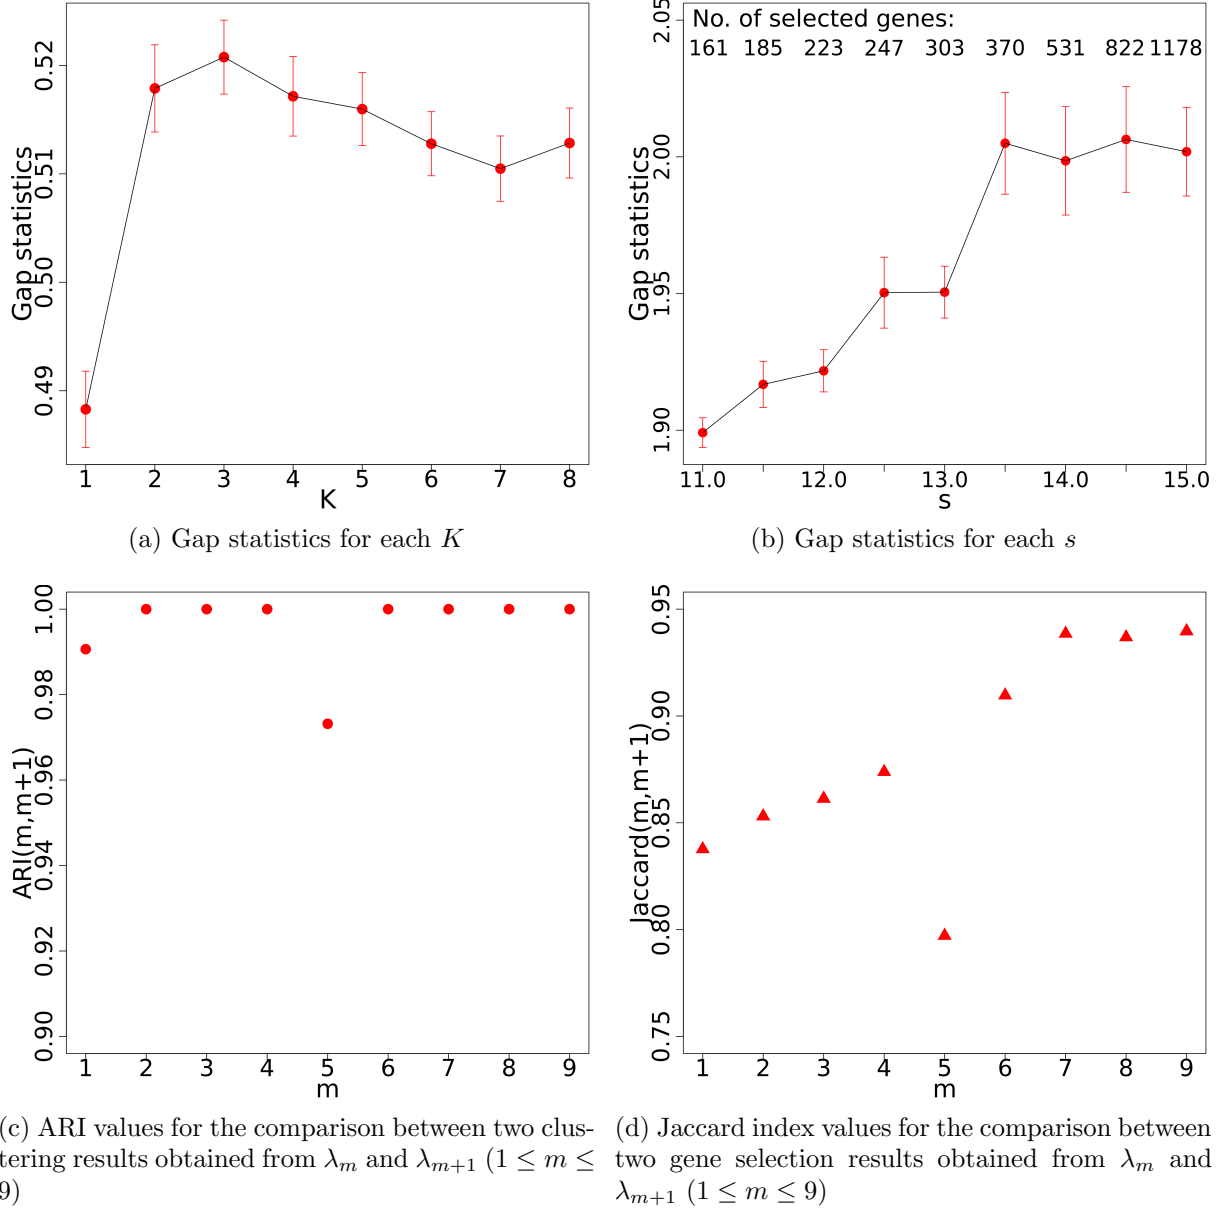 Gap statistics
0.49 0.50 0.51 0.52
1 2 3 4 5 6 7 8
K
(a) Gap statistics for each K
No. of selected genes:
161 185 223 247 303 370 531 822 1178
Gap statistics
1.90 1.95 2.00 2.05
11.0 12.0 13.0 14.0 15.0
s
(b) Gap statistics for each s
ARI(m,m+1)
0.90 0.92 0.94 0.96 0.98 1.00
1 2 3 4 5 6 7 8 9
m
(c) ARI values for the comparison between two clus-
tering results obtained from λm and λm+1 (1 ≤ m ≤
9)
Jaccard(m,m+1)
0.75 0.80 0.85 0.90 0.95
1 2 3 4 5 6 7 8 9
m
(d) Jaccard index values for the comparison between
two gene selection results obtained from λm and
λm+1 (1 ≤ m ≤ 9)